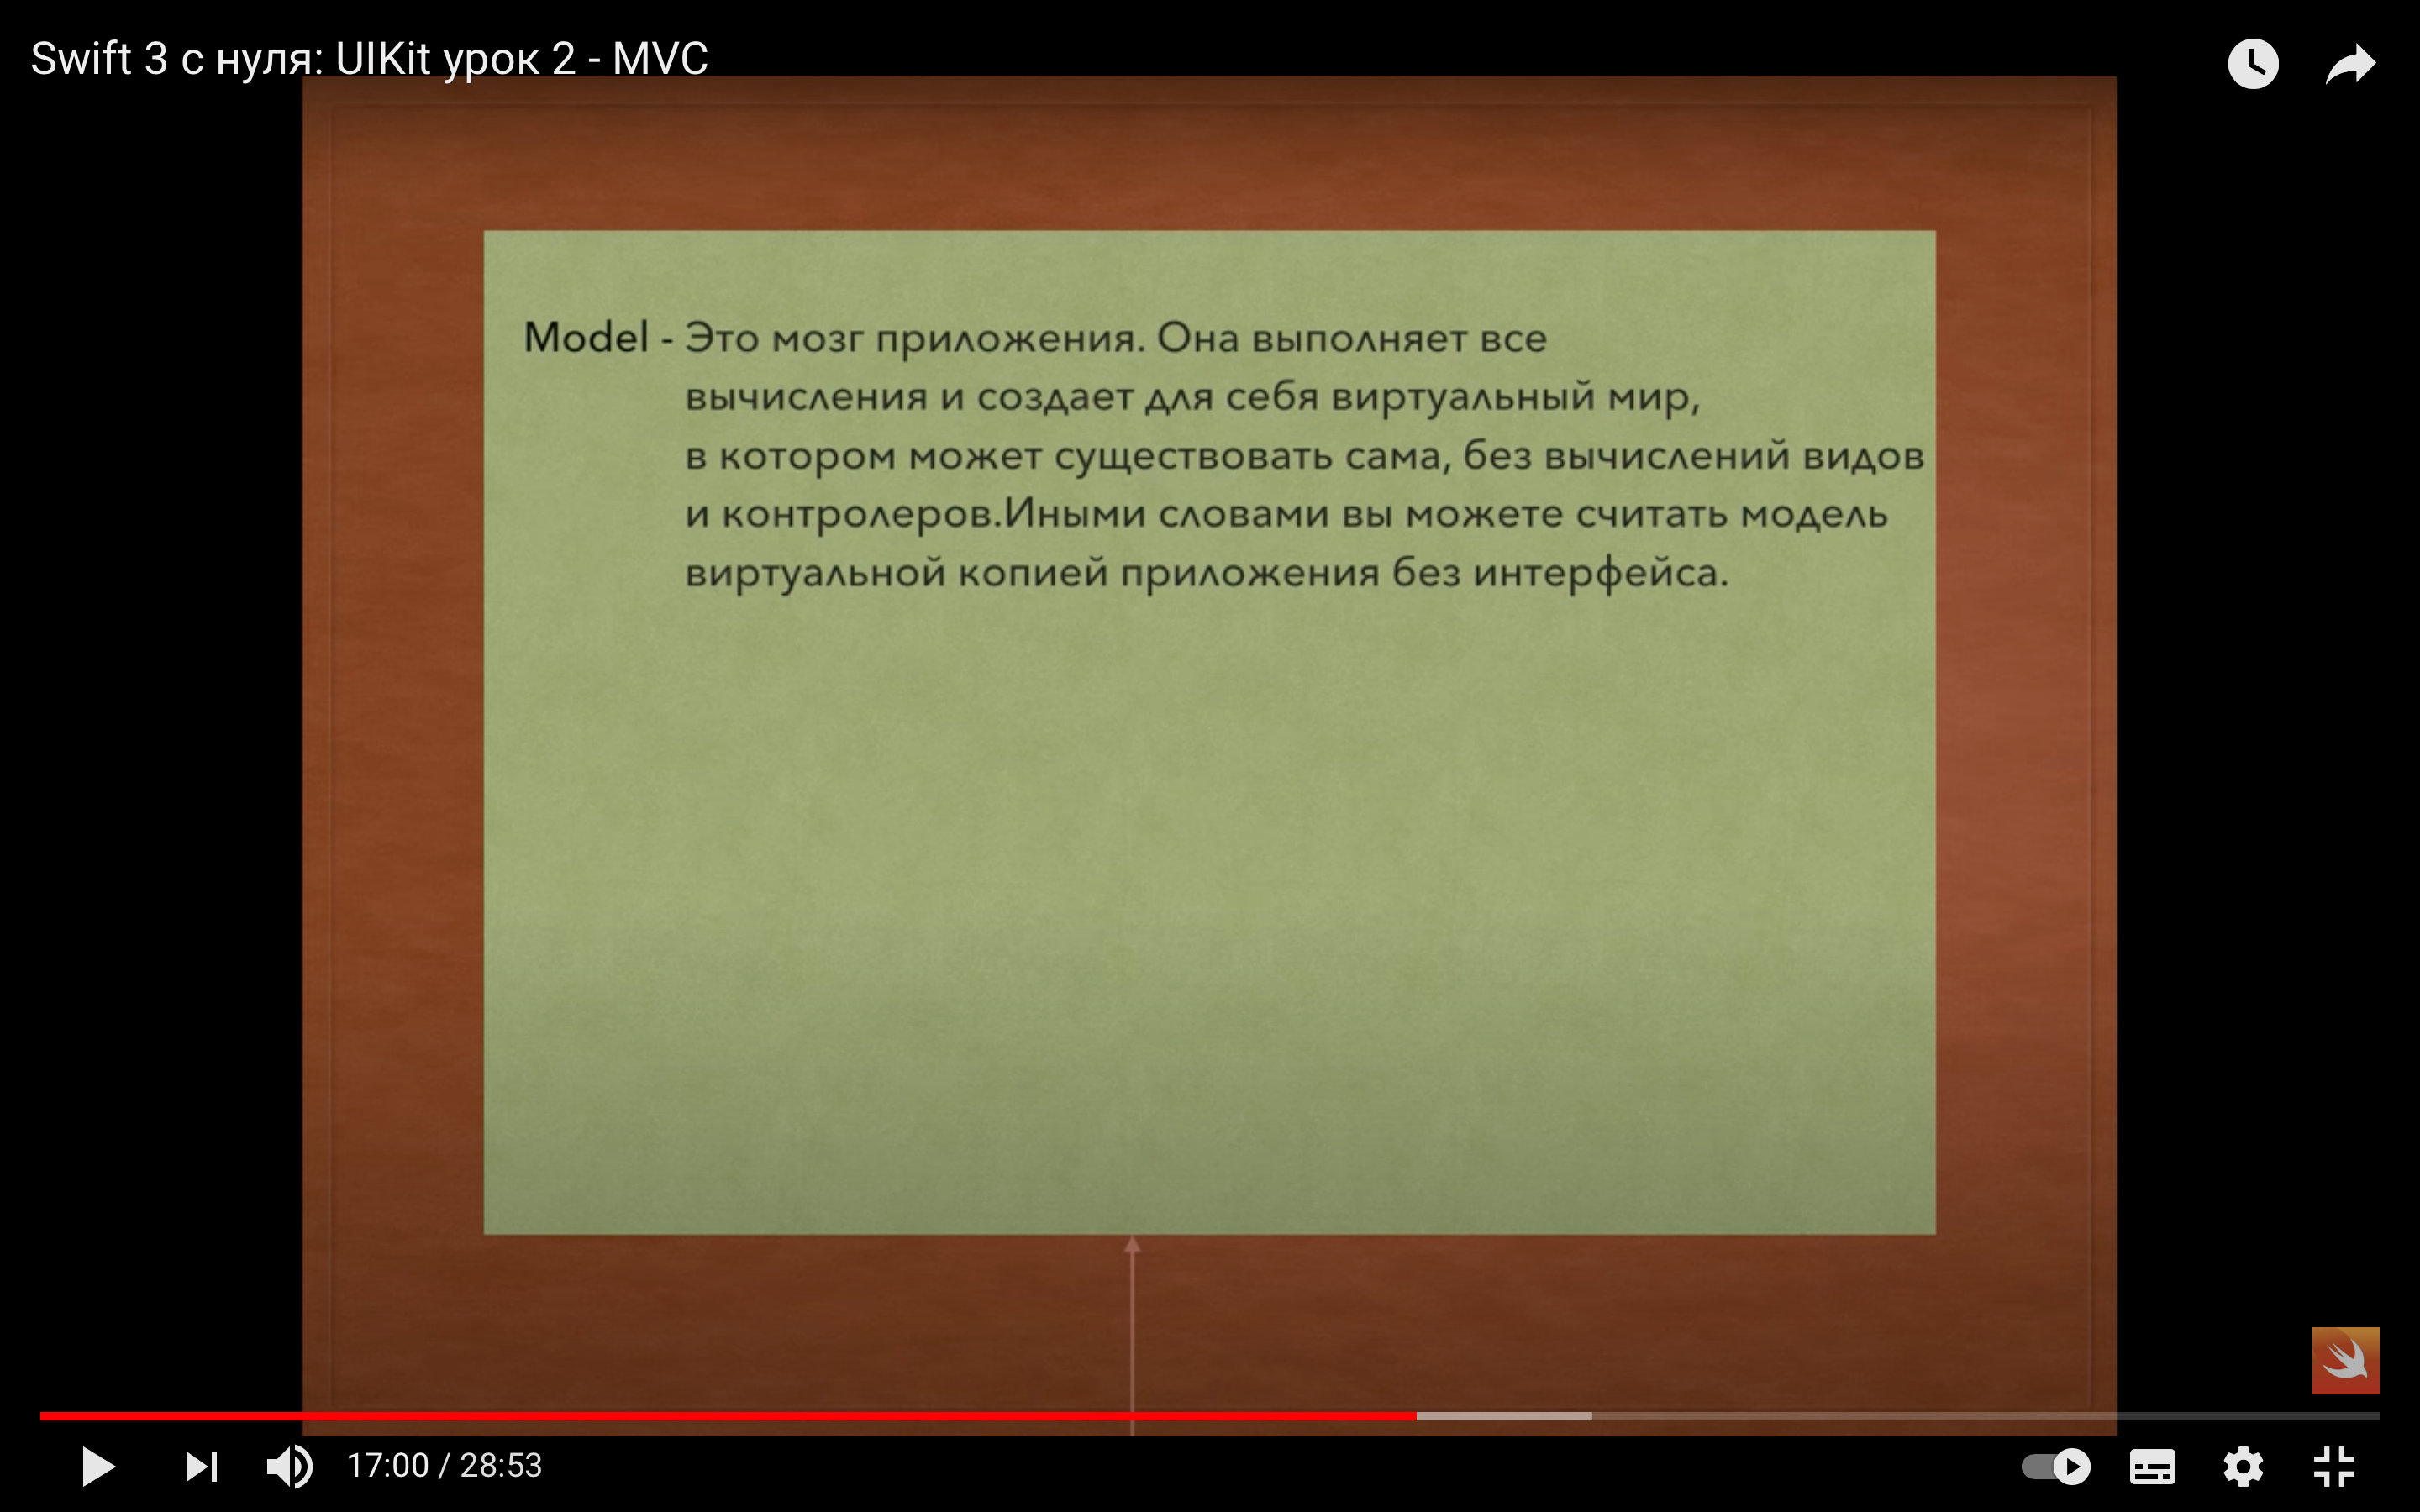 Swift 3 с нуля: UIKit урок 2 - MVC
Model - Это мозг приложения. Она выполняет все
вычисления и создает для себя виртуальный мир,
в котором может существовать сама, без вычислений видов
и контролеров.Иными словами вы можете считать модель
виртуальной копией приложения без интерфейса.
17:00 / 28:53